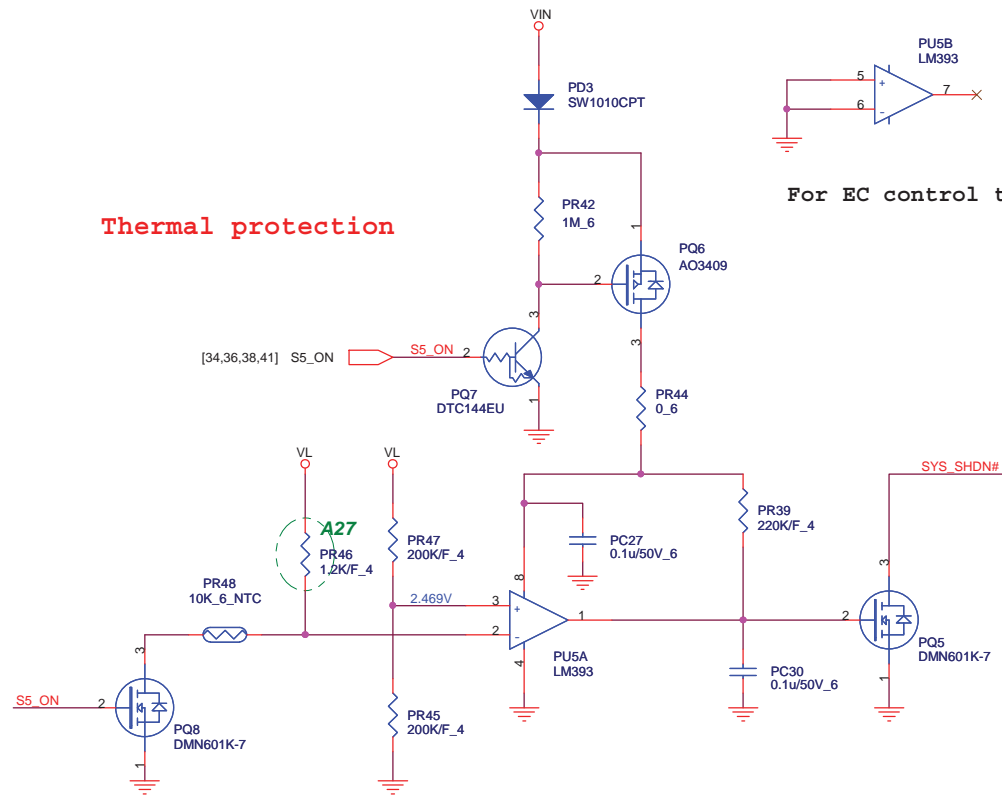 VIN
PU5B
LM393
5
+
7
6
-
PD3
SW1010CPT
For EC control t
Thermal protection
PR42
1M_6
1
PQ6
AO3409
2
3
3
[34,36,38,41] S5_ON
S5_ON
2
PQ7
DTC144EU
1
PR44
0_6
VL
VL
SYS_SHDN#
A27
PR46
1.2K/F_4
PR47
200K/F_4
PC27
0.1u/50V_6
PR39
220K/F_4
PR48
10K_6_NTC
8
3
2.469V
3
+
1
2
2
-
PU5A
LM393
4
PQ5
DMN601K-7
1
PC30
0.1u/50V_6
3
S5_ON
2
PQ8
DMN601K-7
1
PR45
200K/F_4